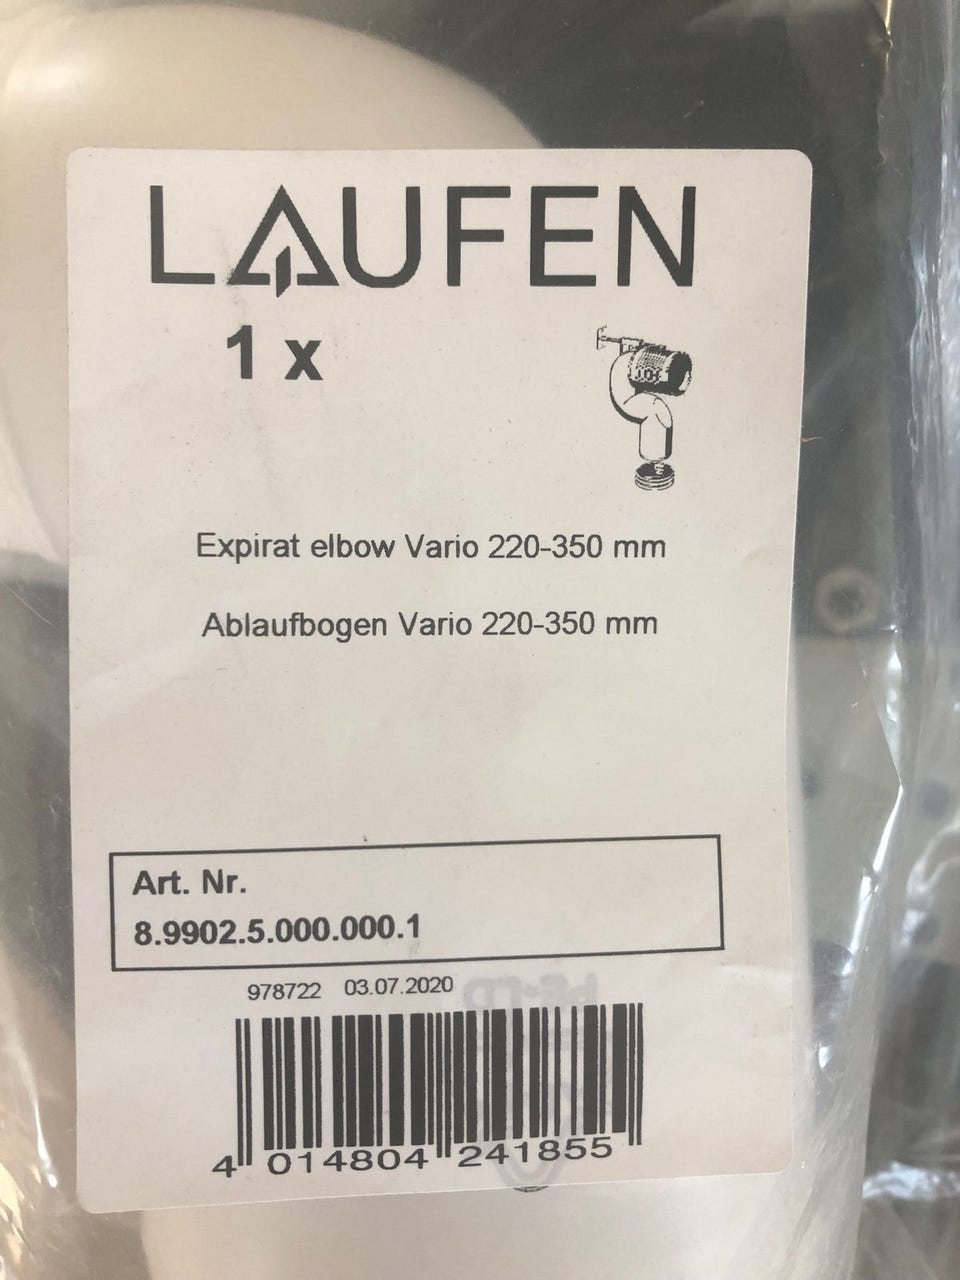 LAUFEN
1 x
Expirat elbow Vario 220-350 mm
Ablaufbogen Vario 220-350 mm
Art. Nr.
8.9902.5.000.000.1
978722 03.07.2020
4 014804 241855